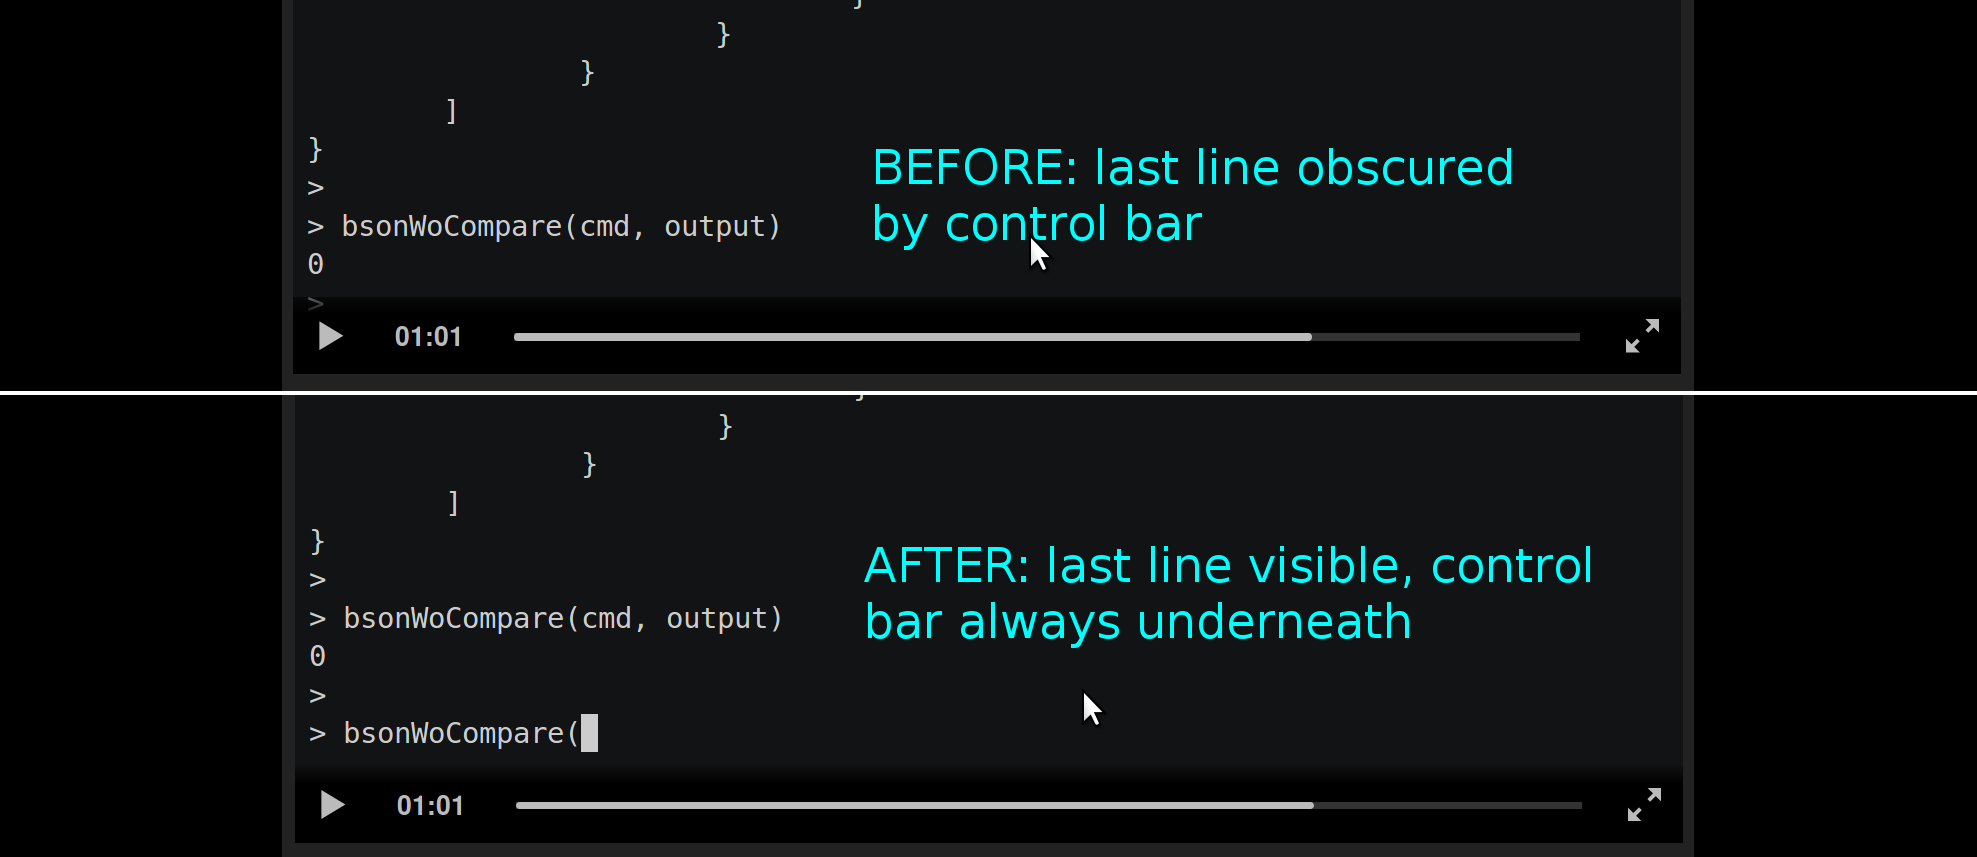 }
}
}
]
}
>
> bsonWoCompare(cmd, output)
0
>
BEFORE: last line obscured
by control bar
01:01
}
}
}
]
}
>
> bsonWoCompare(cmd, output)
0
>
> bsonWoCompare(
AFTER: last line visible, control
bar always underneath
01:01